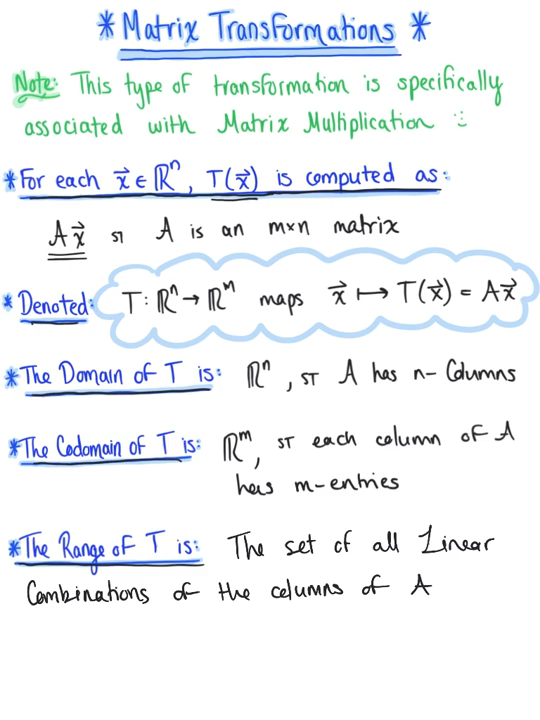 * Matrix Transformations *
Note: This type of transformation is specifically
associated with Matrix Multiplication :)
* For each x⃗ ∈ ℝⁿ, T(x⃗) is computed as:
Ax⃗ ST A is an m×n matrix
* Denoted: T: ℝⁿ → ℝᵐ maps x⃗ ↦ T(x⃗) = Ax⃗
* The Domain of T is: ℝⁿ, ST A has n-Columns
* The Codomain of T is: ℝᵐ, ST each column of A
has m-entries
* The Range of T is: The set of all Linear
Combinations of the columns of A